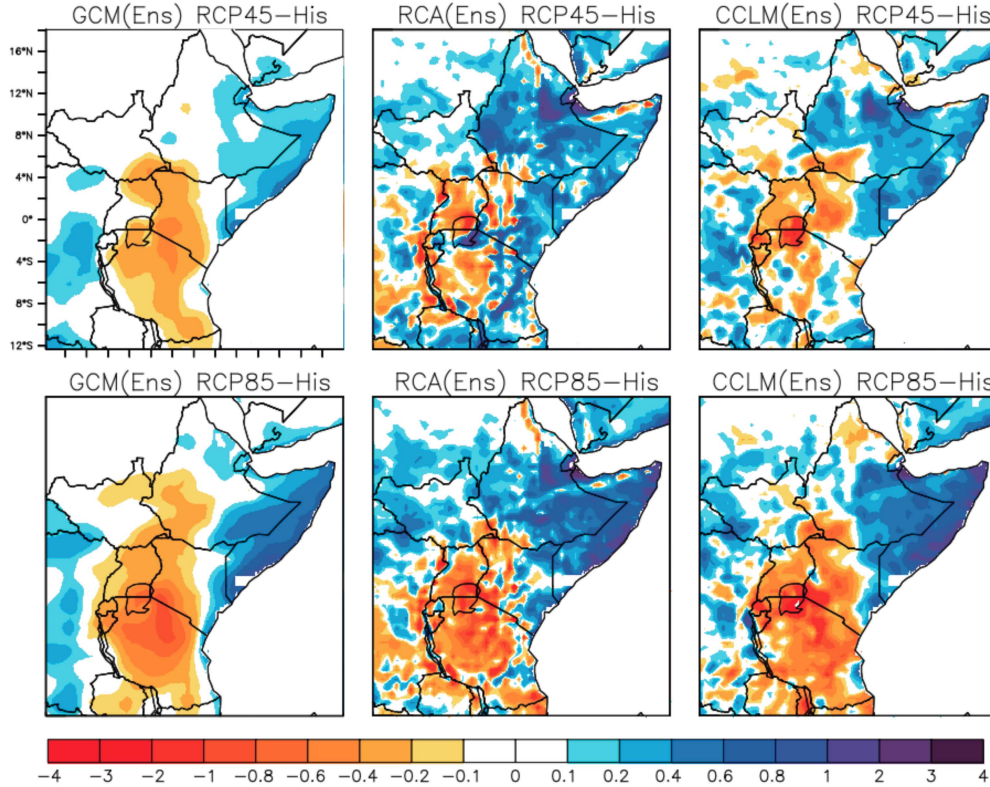 GCM(Ens) RCP45-His RCA(Ens) RCP45-His CCLM(Ens) RCP45-His
16°N
12°N
8°N
4°N
0°
4°S
8°S
12°S
GCM(Ens) RCP85-His RCA(Ens) RCP85-His CCLM(Ens) RCP85-His
-4 -3 -2 -1 -0.8 -0.6 -0.4 -0.2 -0.1 0 0.1 0.2 0.4 0.6 0.8 1 2 3 4